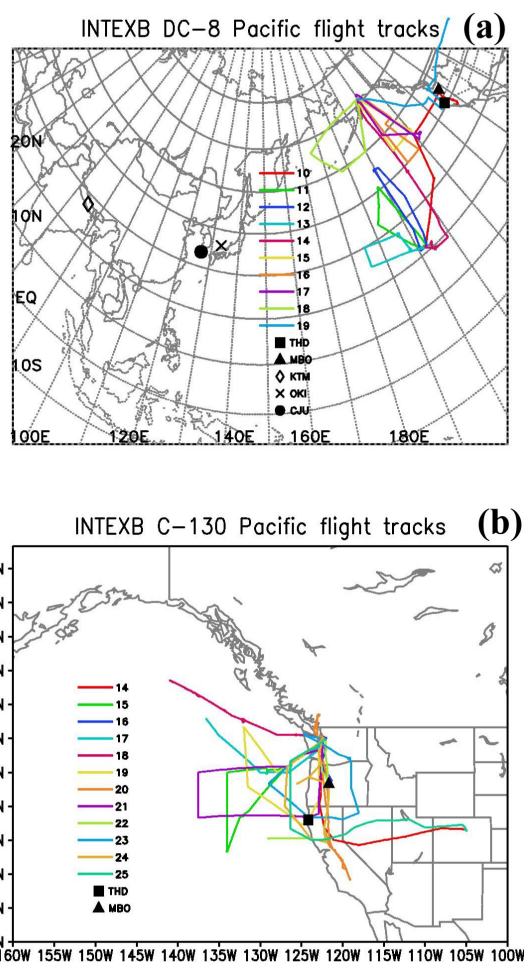 INTEXB DC-8 Pacific flight tracks (a)
20N
10N
EQ
10S
100E 120E 140E 160E 180E
10
11
12
13
14
15
16
17
18
19
THD
MBO
KTM
OKI
CJU
INTEXB C-130 Pacific flight tracks (b)
N
N
N
N
N
N
N
N
N
N
N
N
14
15
16
17
18
19
20
21
22
23
24
25
THD
MBO
160W 155W 150W 145W 140W 135W 130W 125W 120W 115W 110W 105W 100W